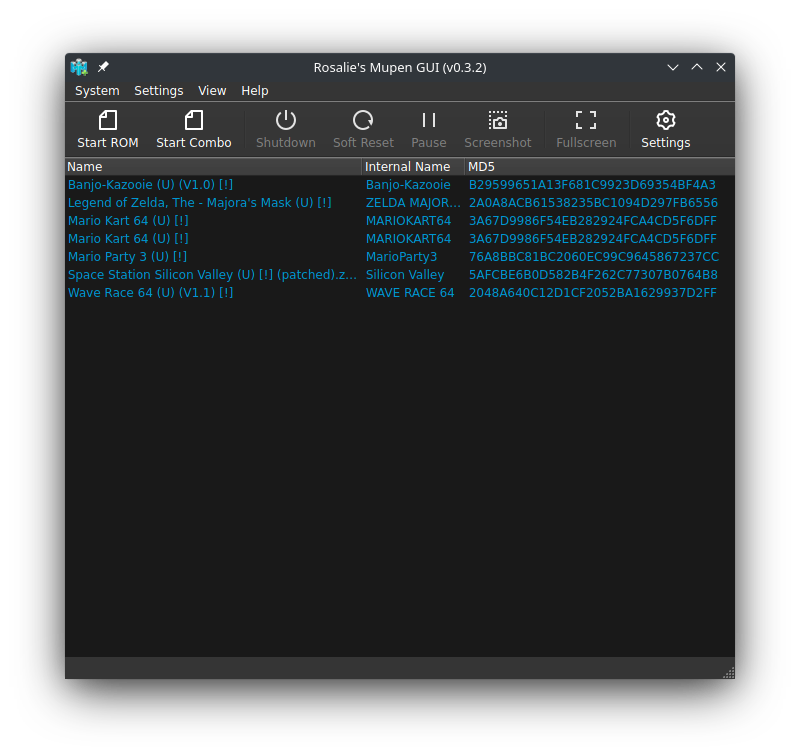 Rosalie's Mupen GUI (v0.3.2)
System Settings View Help
Start ROM Start Combo Shutdown Soft Reset Pause Screenshot Fullscreen Settings
Name Internal Name MD5
Banjo-Kazooie (U) (V1.0) [!] Banjo-Kazooie B29599651A13F681C9923D69354BF4A3
Legend of Zelda, The - Majora's Mask (U) [!] ZELDA MAJOR... 2A0A8ACB61538235BC1094D297FB6556
Mario Kart 64 (U) [!] MARIOKART64 3A67D9986F54EB282924FCA4CD5F6DFF
Mario Kart 64 (U) [!] MARIOKART64 3A67D9986F54EB282924FCA4CD5F6DFF
Mario Party 3 (U) [!] MarioParty3 76A8BBC81BC2060EC99C9645867237CC
Space Station Silicon Valley (U) [!] (patched).z... Silicon Valley 5AFCBE6B0D582B4F262C77307B0764B8
Wave Race 64 (U) (V1.1) [!] WAVE RACE 64 2048A640C12D1CF2052BA1629937D2FF